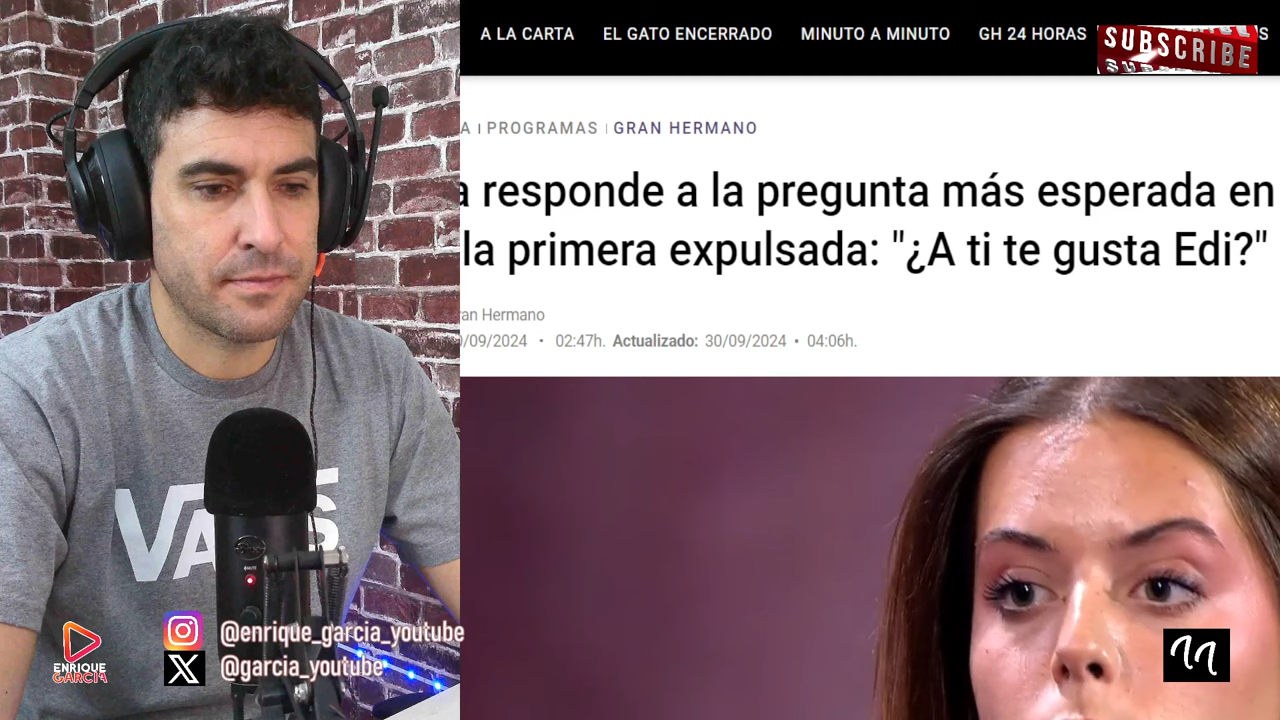 A LA CARTA EL GATO ENCERRADO MINUTO A MINUTO GH 24 HORAS
SUBSCRIBE
PROGRAMAS GRAN HERMANO
a responde a la pregunta más esperada en
la primera expulsada: "¿A ti te gusta Edi?"
ran Hermano
/09/2024 • 02:47h. Actualizado: 30/09/2024 • 04:06h.
VANS
ENRIQUE
GARCIA
@enrique_garcia_youtube
@garcia_youtube